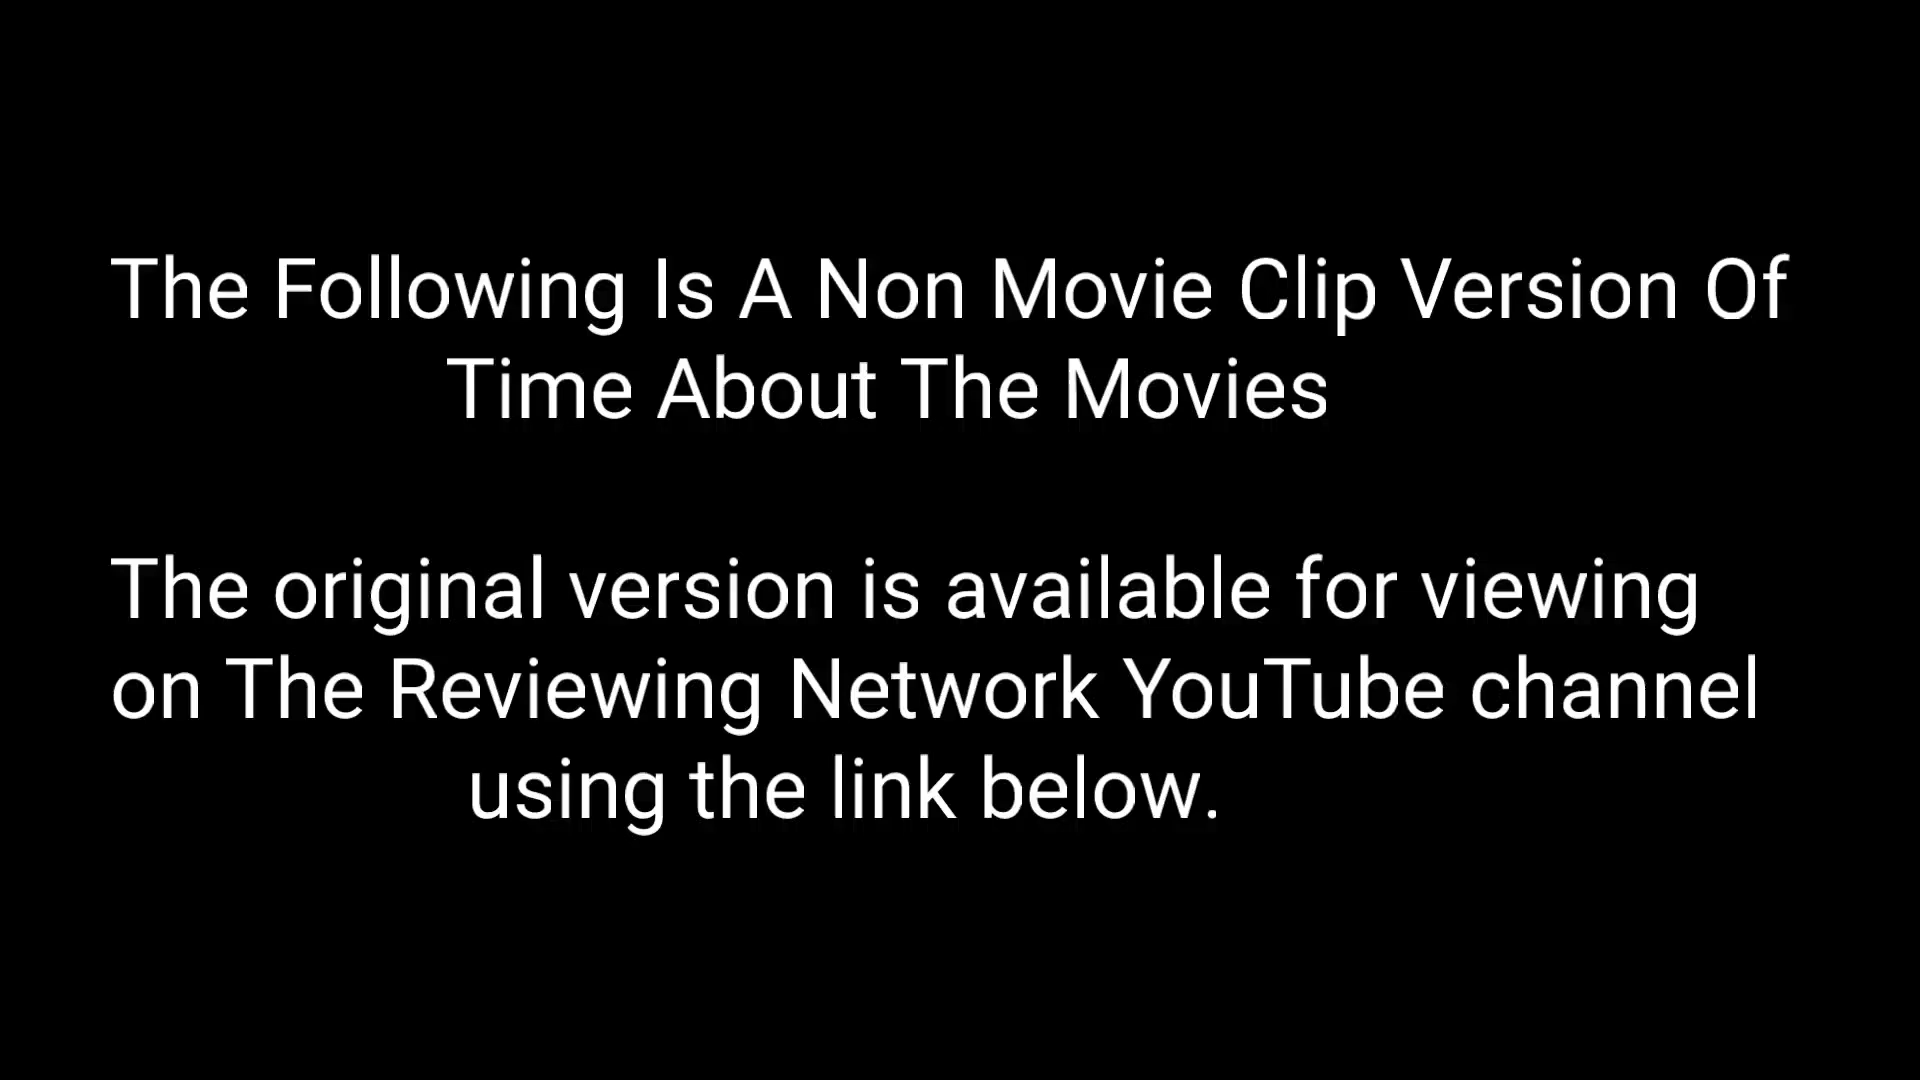 The Following Is A Non Movie Clip Version Of
Time About The Movies
The original version is available for viewing
on The Reviewing Network YouTube channel
using the link below.